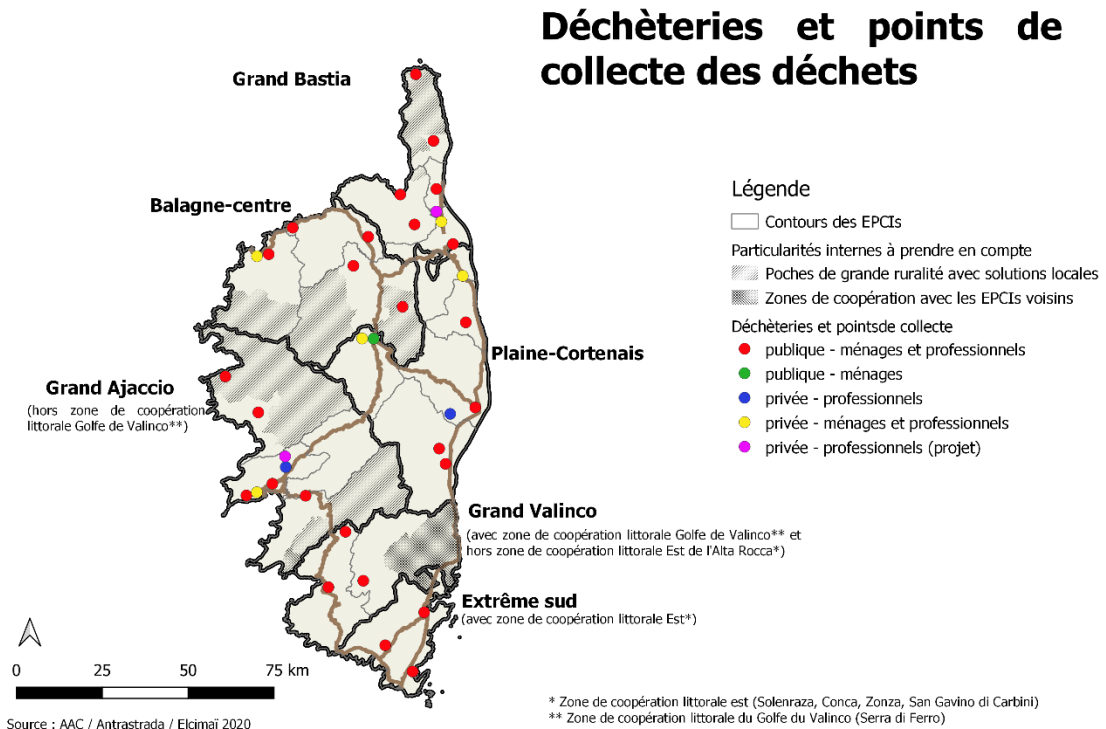 Déchèteries et points de
collecte des déchets
Grand Bastia
Balagne-centre
Plaine-Cortenais
Grand Ajaccio
(hors zone de coopération
littorale Golfe de Valinco**)
Grand Valinco
(avec zone de coopération littorale Golfe de Valinco** et
hors zone de coopération littorale Est de l'Alta Rocca*)
Extrême sud
(avec zone de coopération littorale Est*)
Légende
Contours des EPCIs
Particularités internes à prendre en compte
Poches de grande ruralité avec solutions locales
Zones de coopération avec les EPCIs voisins
Déchèteries et pointsde collecte
publique - ménages et professionnels
publique - ménages
privée - professionnels
privée - ménages et professionnels
privée - professionnels (projet)
0 25 50 75 km
Source : AAC / Antrastrada / Elcimaï 2020
* Zone de coopération littorale est (Solenraza, Conca, Zonza, San Gavino di Carbini)
** Zone de coopération littorale du Golfe du Valinco (Serra di Ferro)